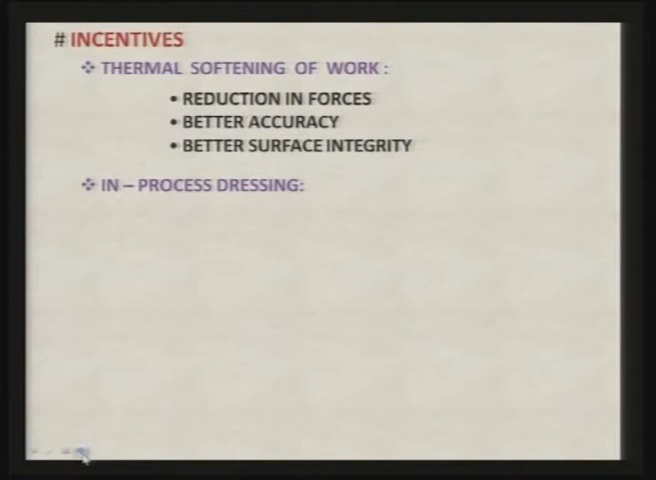 # INCENTIVES
❖ THERMAL SOFTENING OF WORK :
• REDUCTION IN FORCES
• BETTER ACCURACY
• BETTER SURFACE INTEGRITY
❖ IN – PROCESS DRESSING: